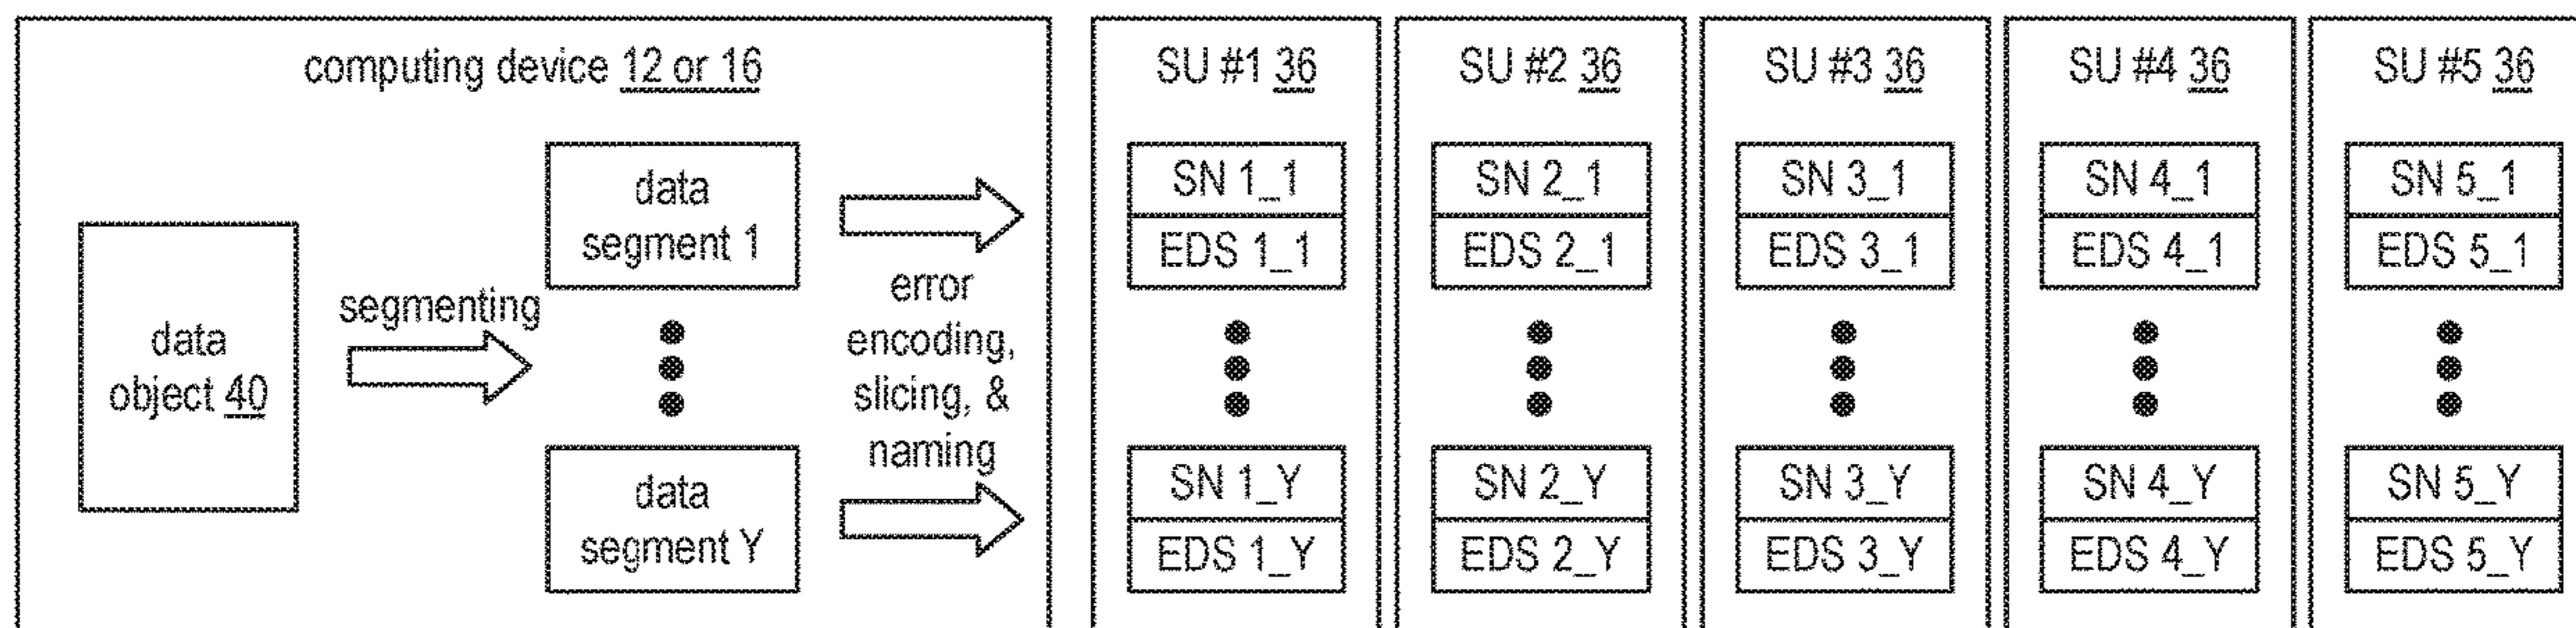 computing device 12 or 16
data
object 40
segmenting
data
segment 1
data
segment Y
error
encoding,
slicing, &
naming
SU #1 36
SN 1_1
EDS 1_1
SN 1_Y
EDS 1_Y
SU #2 36
SN 2_1
EDS 2_1
SN 2_Y
EDS 2_Y
SU #3 36
SN 3_1
EDS 3_1
SN 3_Y
EDS 3_Y
SU #4 36
SN 4_1
EDS 4_1
SN 4_Y
EDS 4_Y
SU #5 36
SN 5_1
EDS 5_1
SN 5_Y
EDS 5_Y